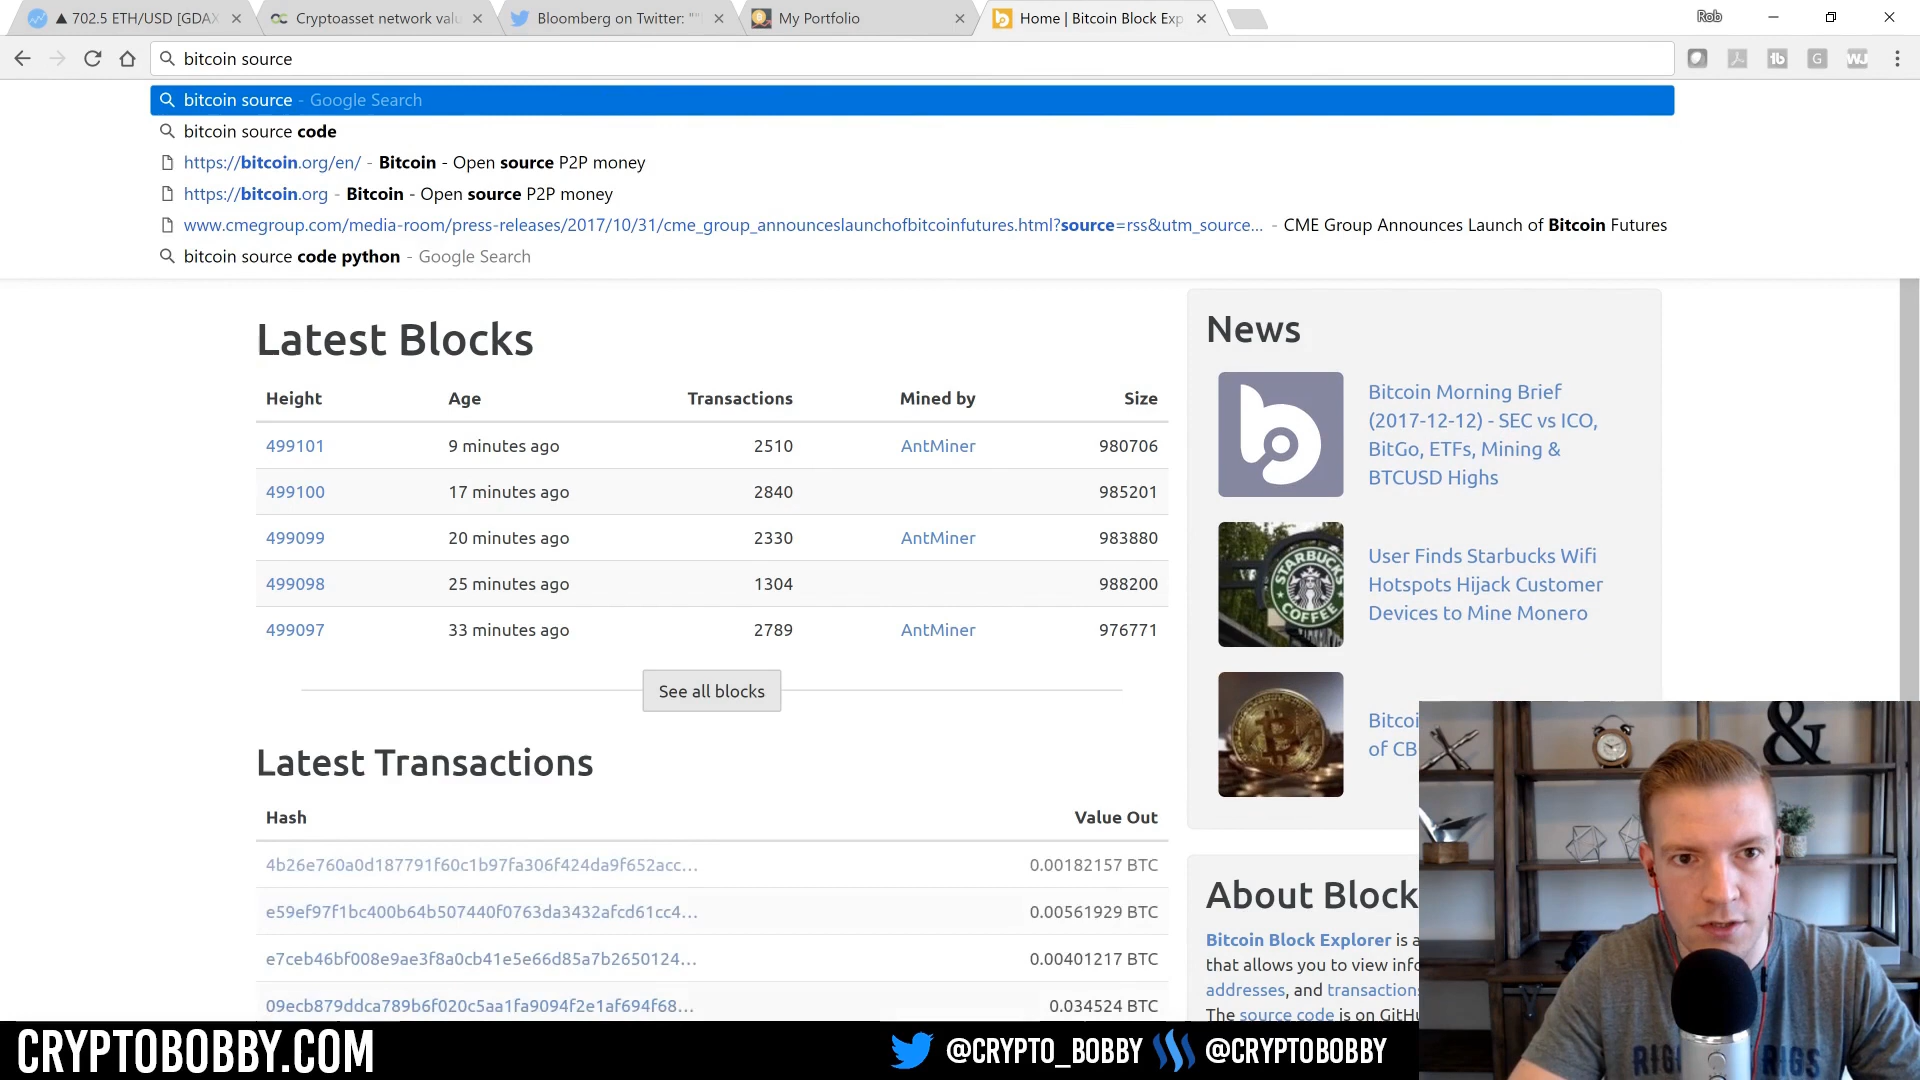 ▲ 702.5 ETH/USD [GDAX
Cryptoasset network valu
Bloomberg on Twitter: "
My Portfolio
Home | Bitcoin Block Exp
Rob
bitcoin source
bitcoin source - Google Search
bitcoin source code
https://bitcoin.org/en/ - Bitcoin - Open source P2P money
https://bitcoin.org - Bitcoin - Open source P2P money
www.cmegroup.com/media-room/press-releases/2017/10/31/cme_group_announceslaunchofbitcoinfutures.html?source=rss&utm_source... - CME Group Announces Launch of Bitcoin Futures
bitcoin source code python - Google Search
Latest Blocks
Height Age Transactions Mined by Size
499101 9 minutes ago 2510 AntMiner 980706
499100 17 minutes ago 2840 985201
499099 20 minutes ago 2330 AntMiner 983880
499098 25 minutes ago 1304 988200
499097 33 minutes ago 2789 AntMiner 976771
See all blocks
Latest Transactions
Hash Value Out
4b26e760a0d187791f60c1b97fa306f424da9f652acc... 0.00182157 BTC
e59ef97f1bc400b64b507440f0763da3432afcd61cc4... 0.00561929 BTC
e7ceb46bf008e9ae3f8a0cb41e5e66d85a7b2650124... 0.00401217 BTC
09ecb879ddca789b6f020c5aa1fa9094f2e1af694f68... 0.034524 BTC
News
Bitcoin Morning Brief
(2017-12-12) - SEC vs ICO,
BitGo, ETFs, Mining &
BTCUSD Highs
STARBUCKS
COFFEE
User Finds Starbucks Wifi
Hotspots Hijack Customer
Devices to Mine Monero
Bitcoi
of CB
About Block
Bitcoin Block Explorer is a
that allows you to view info
addresses, and transactions
The source code is on GitHu
&
RIGS
CRYPTOBOBBY.COM
@CRYPTO_BOBBY
@CRYPTOBOBBY